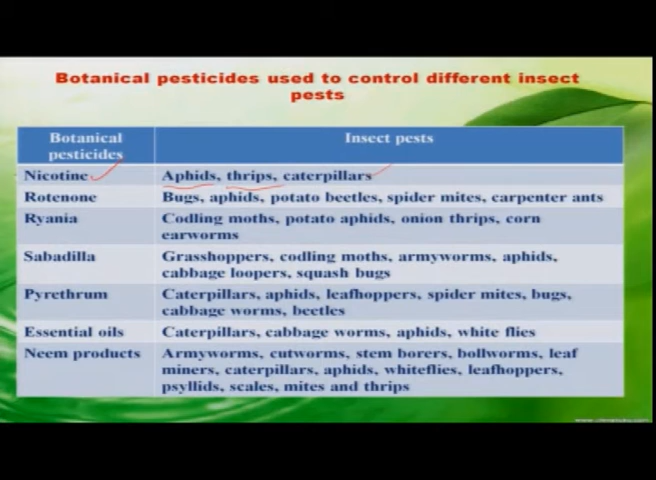 Botanical pesticides used to control different insect
pests
Botanical
pesticides
Insect pests
Nicotine
Aphids, thrips, caterpillars
Rotenone
Bugs, aphids, potato beetles, spider mites, carpenter ants
Ryania
Codling moths, potato aphids, onion thrips, corn
earworms
Sabadilla
Grasshoppers, codling moths, armyworms, aphids,
cabbage loopers, squash bugs
Pyrethrum
Caterpillars, aphids, leafhoppers, spider mites, bugs,
cabbage worms, beetles
Essential oils
Caterpillars, cabbage worms, aphids, white flies
Neem products
Armyworms, cutworms, stem borers, bollworms, leaf
miners, caterpillars, aphids, whiteflies, leafhoppers,
psyllids, scales, mites and thrips